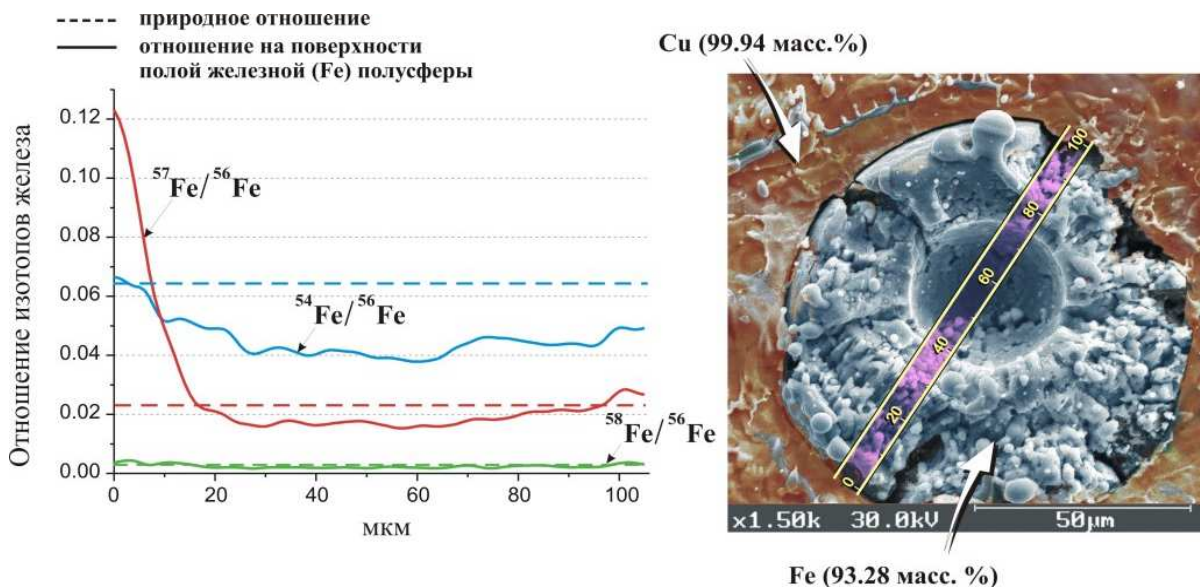 природное отношение
отношение на поверхности
полой железной (Fe) полусферы
Отношение изотопов железа
0.12
0.10
0.08
0.06
0.04
0.02
0.00
57Fe/ 56Fe
54Fe/ 56Fe
58Fe/ 56Fe
0
20
40
60
80
100
мкм
Cu (99.94 масс.%)
100
80
60
40
20
0
x1.50k 30.0kV 50µm
Fe (93.28 масс. %)